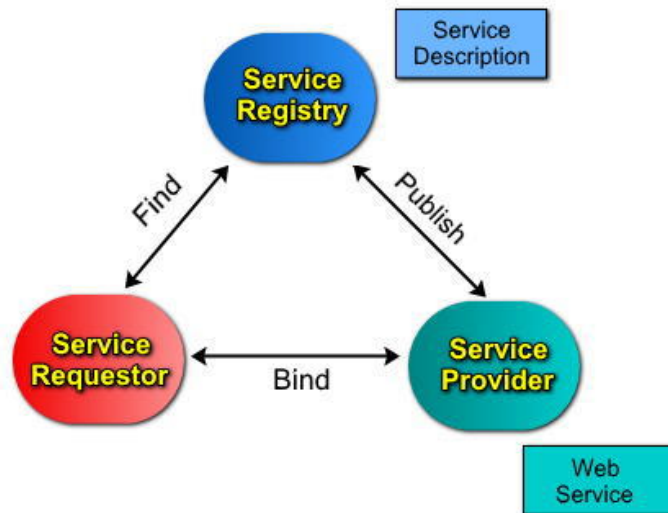 Service
Description
Service
Registry
Find
Publish
Service
Requestor
Bind
Service
Provider
Web
Service